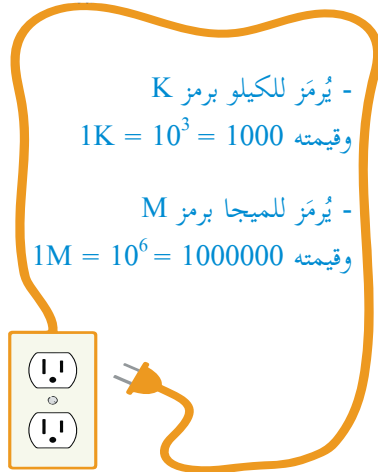 - يُرمَز للكيلو برمز K
وقيمته 1K = 10³ = 1000
- يُرمَز للميجا برمز M
وقيمته 1M = 10⁶ = 1000000